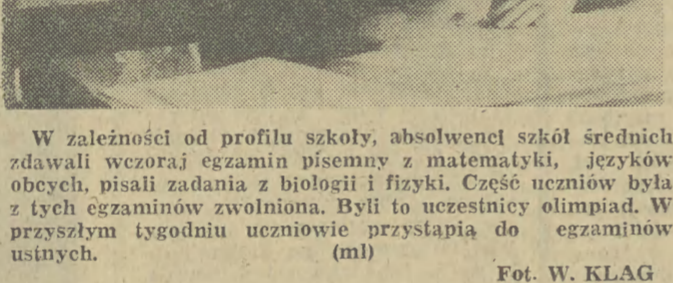 W zależności od profilu szkoły, absolwenci szkół średnich
zdawali wczoraj egzamin pisemny z matematyki, języków
obcych, pisali zadania z biologii i fizyki. Część uczniów była
z tych egzaminów zwolniona. Byli to uczestnicy olimpiad. W
przyszłym tygodniu uczniowie przystąpią do egzaminów
ustnych. (ml)
Fot. W. KLAG